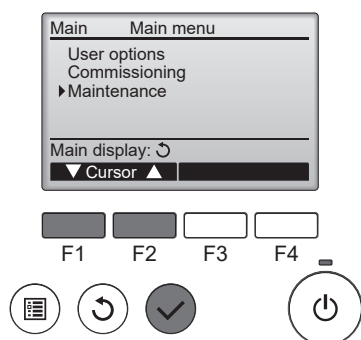 Main Main menu
User options
Commissioning
▶Maintenance
Main display: ↺
▼ Cursor ▲
F1 F2 F3 F4